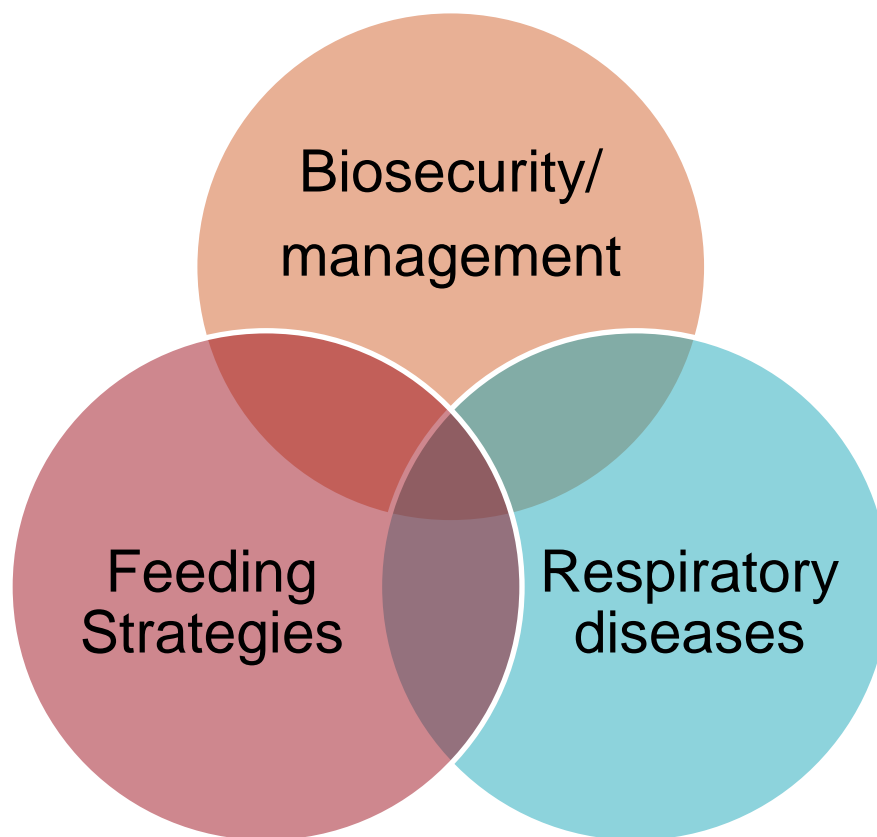 Biosecurity/
management
Feeding
Strategies
Respiratory
diseases